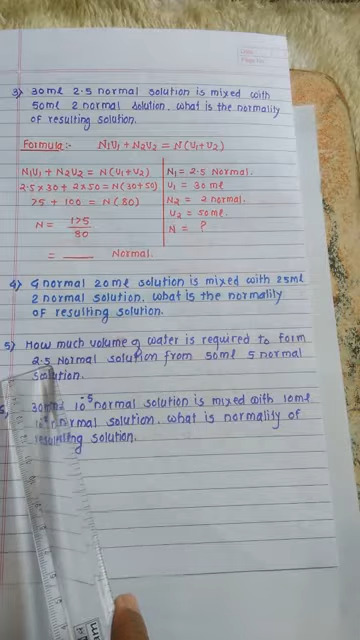 3) 30ml 2.5 normal solution is mixed with
50ml 2 normal solution. what is the normality
of resulting solution.
Formula:- N₁V₁ + N₂V₂ = N(V₁+V₂)
N₁V₁ + N₂V₂ = N(V₁+V₂)
2.5x30 + 2x50 = N(30+50)
75 + 100 = N (80)
N = 175
80
= ____ Normal.
N₁ = 2.5 Normal.
V₁ = 30 ml
N₂ = 2 normal.
V₂ = 50ml.
N = ?
4) 4 normal 20ml solution is mixed with 25ml
2 normal solution. what is the normality
of resulting solution.
5) How much volume of water is required to form
2.5 Normal solution from 50ml 5 normal
solution.
10⁻⁵ normal solution is mixed with 10ml
normal solution. what is normality of
resulting solution.